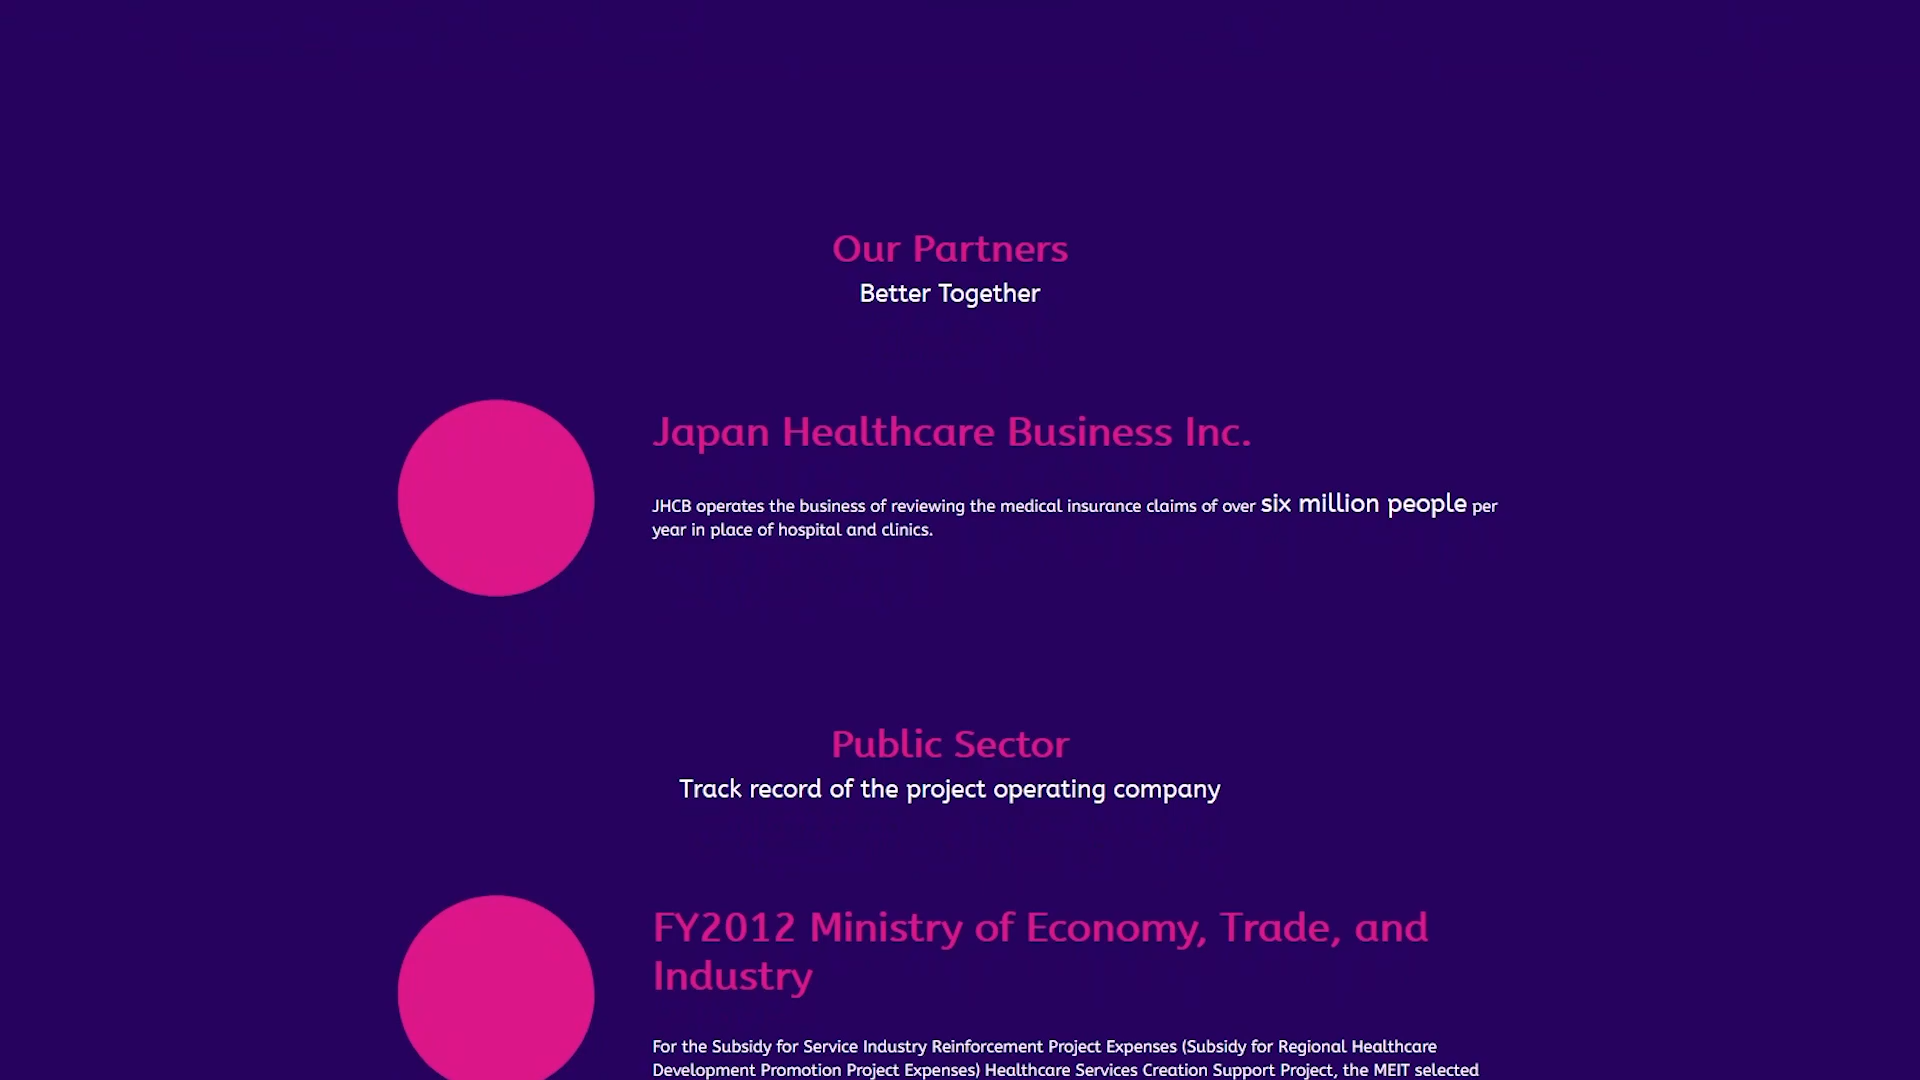 Our Partners
Better Together
Japan Healthcare Business Inc.
JHCB operates the business of reviewing the medical insurance claims of over six million people per
year in place of hospital and clinics.
Public Sector
Track record of the project operating company
FY2012 Ministry of Economy, Trade, and
Industry
For the Subsidy for Service Industry Reinforcement Project Expenses (Subsidy for Regional Healthcare
Development Promotion Project Expenses) Healthcare Services Creation Support Project, the MEIT selected